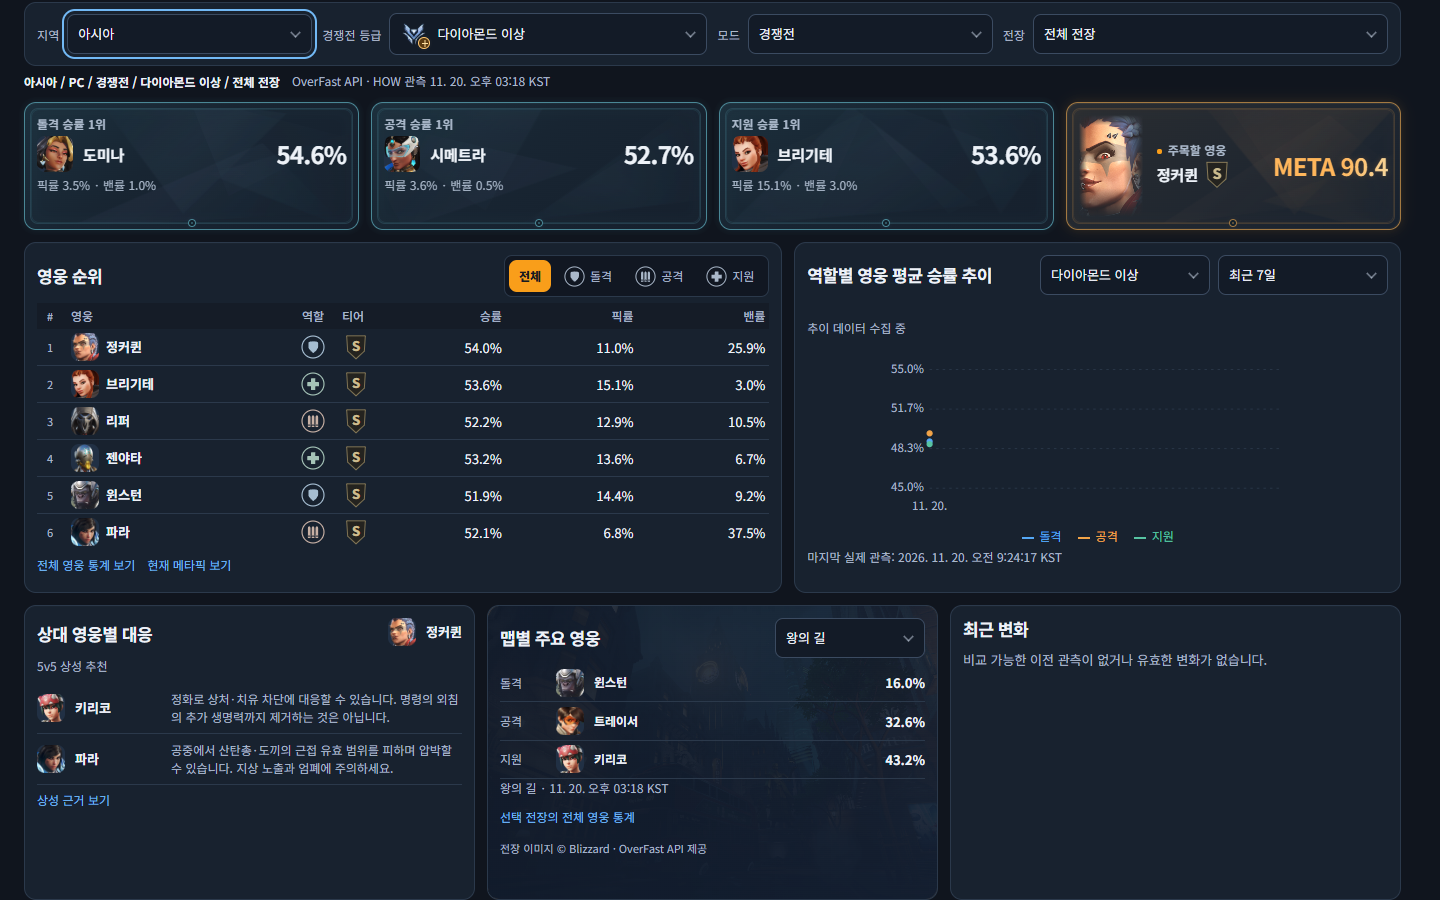 지역 아시아 경쟁전 등급 다이아몬드 이상 모드 경쟁전 전장 전체 전장
아시아 / PC / 경쟁전 / 다이아몬드 이상 / 전체 전장 OverFast API · HOW 관측 11. 20. 오후 03:18 KST
돌격 승률 1위
도미나 54.6%
픽률 3.5% · 밴률 1.0%
공격 승률 1위
시메트라 52.7%
픽률 3.6% · 밴률 0.5%
지원 승률 1위
브리기테 53.6%
픽률 15.1% · 밴률 3.0%
주목할 영웅
정커퀸 S META 90.4
영웅 순위 전체 돌격 공격 지원
# 영웅 역할 티어 승률 픽률 밴률
1 정커퀸 S 54.0% 11.0% 25.9%
2 브리기테 S 53.6% 15.1% 3.0%
3 리퍼 S 52.2% 12.9% 10.5%
4 젠야타 S 53.2% 13.6% 6.7%
5 윈스턴 S 51.9% 14.4% 9.2%
6 파라 S 52.1% 6.8% 37.5%
전체 영웅 통계 보기 현재 메타픽 보기
역할별 영웅 평균 승률 추이 다이아몬드 이상 최근 7일
추이 데이터 수집 중
55.0%
51.7%
48.3%
45.0%
11. 20.
돌격 공격 지원
마지막 실제 관측: 2026. 11. 20. 오전 9:24:17 KST
상대 영웅별 대응 정커퀸
5v5 상성 추천
키리코 정화로 상처·치유 차단에 대응할 수 있습니다. 명령의 외침
의 추가 생명력까지 제거하는 것은 아닙니다.
파라 공중에서 산탄총·도끼의 근접 유효 범위를 피하며 압박할
수 있습니다. 지상 노출과 엄폐에 주의하세요.
상성 근거 보기
맵별 주요 영웅 왕의 길
돌격 윈스턴 16.0%
공격 트레이서 32.6%
지원 키리코 43.2%
왕의 길 · 11. 20. 오후 03:18 KST
선택 전장의 전체 영웅 통계
전장 이미지 © Blizzard · OverFast API 제공
최근 변화
비교 가능한 이전 관측이 없거나 유효한 변화가 없습니다.